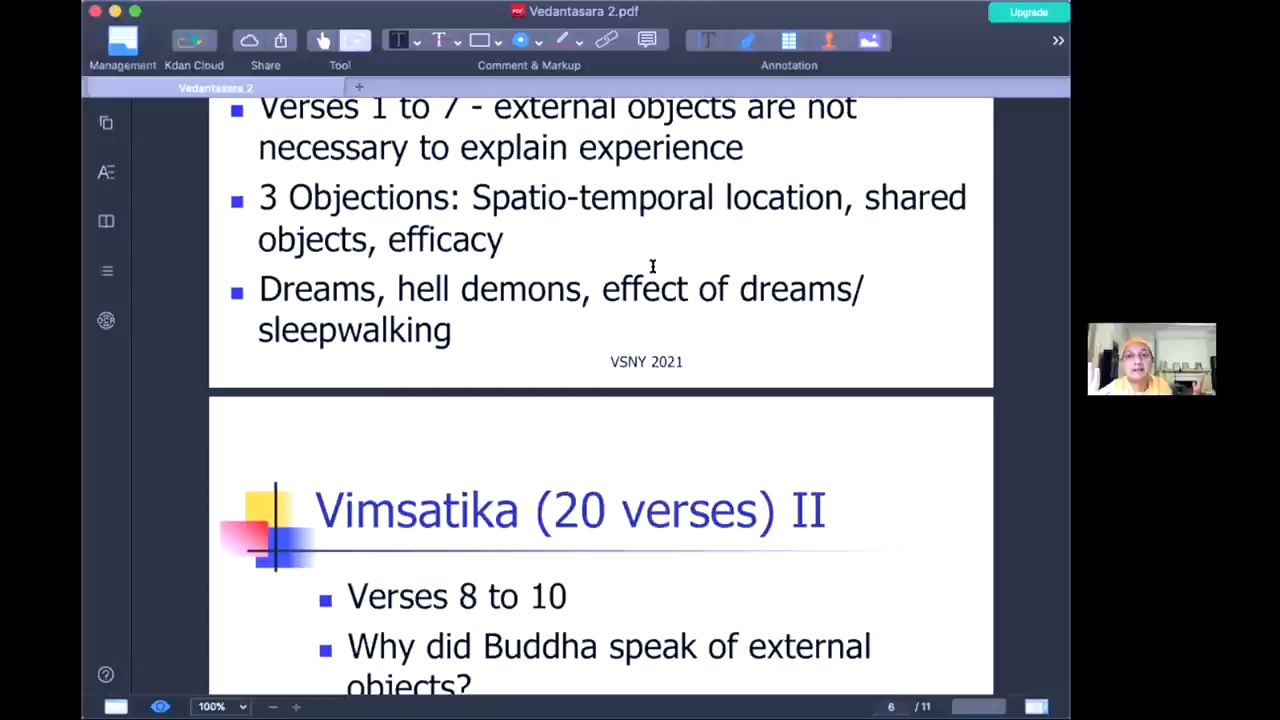 Vedantasara 2.pdf
Upgrade
Management Kdan Cloud Share Tool Comment & Markup Annotation
Vedantasara 2
Verses 1 to 7 - external objects are not
necessary to explain experience
3 Objections: Spatio-temporal location, shared
objects, efficacy
Dreams, hell demons, effect of dreams/
sleepwalking
VSNY 2021
Vimsatika (20 verses) II
Verses 8 to 10
Why did Buddha speak of external
objects?
100% 6 / 11